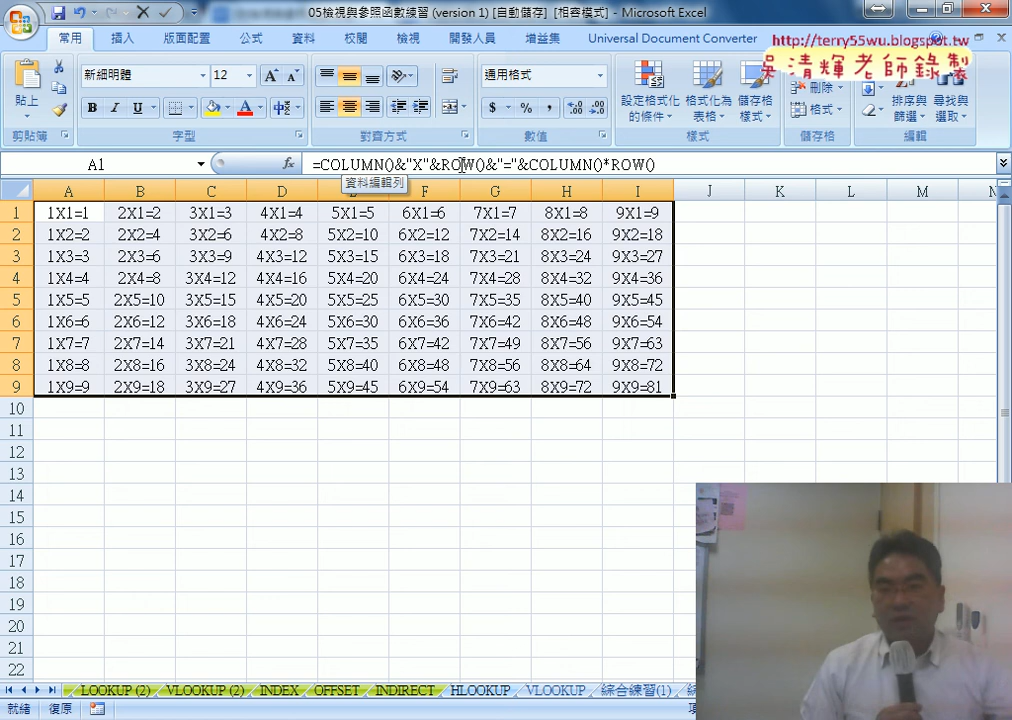 05檢視與參照函數練習 (version 1) [自動儲存] [相容模式] - Microsoft Excel
常用 插入 版面配置 公式 資料 校閱 檢視 開發人員 增益集 Universal Document Converter
http://terry55wu.blogspot.tw
吳清輝老師錄製
貼上
新細明體 12
B I U
通用格式
$ % ,
設定格式化的條件 格式化為表格 儲存格樣式
刪除
格式
排序與篩選 尋找與選取
剪貼簿 字型 對齊方式 數值 樣式 儲存格 編輯
A1 fx =COLUMN()&"X"&ROW()&"="&COLUMN()*ROW()
資料編輯列
A B C D F G H I J K L M N
1 1X1=1 2X1=2 3X1=3 4X1=4 5X1=5 6X1=6 7X1=7 8X1=8 9X1=9
2 1X2=2 2X2=4 3X2=6 4X2=8 5X2=10 6X2=12 7X2=14 8X2=16 9X2=18
3 1X3=3 2X3=6 3X3=9 4X3=12 5X3=15 6X3=18 7X3=21 8X3=24 9X3=27
4 1X4=4 2X4=8 3X4=12 4X4=16 5X4=20 6X4=24 7X4=28 8X4=32 9X4=36
5 1X5=5 2X5=10 3X5=15 4X5=20 5X5=25 6X5=30 7X5=35 8X5=40 9X5=45
6 1X6=6 2X6=12 3X6=18 4X6=24 5X6=30 6X6=36 7X6=42 8X6=48 9X6=54
7 1X7=7 2X7=14 3X7=21 4X7=28 5X7=35 6X7=42 7X7=49 8X7=56 9X7=63
8 1X8=8 2X8=16 3X8=24 4X8=32 5X8=40 6X8=48 7X8=56 8X8=64 9X8=72
9 1X9=9 2X9=18 3X9=27 4X9=36 5X9=45 6X9=54 7X9=63 8X9=72 9X9=81
10
11
12
13
14
15
16
17
18
19
20
21
22
LOOKUP (2) VLOOKUP (2) INDEX OFFSET INDIRECT HLOOKUP VLOOKUP 綜合練習(1)
就緒 復原